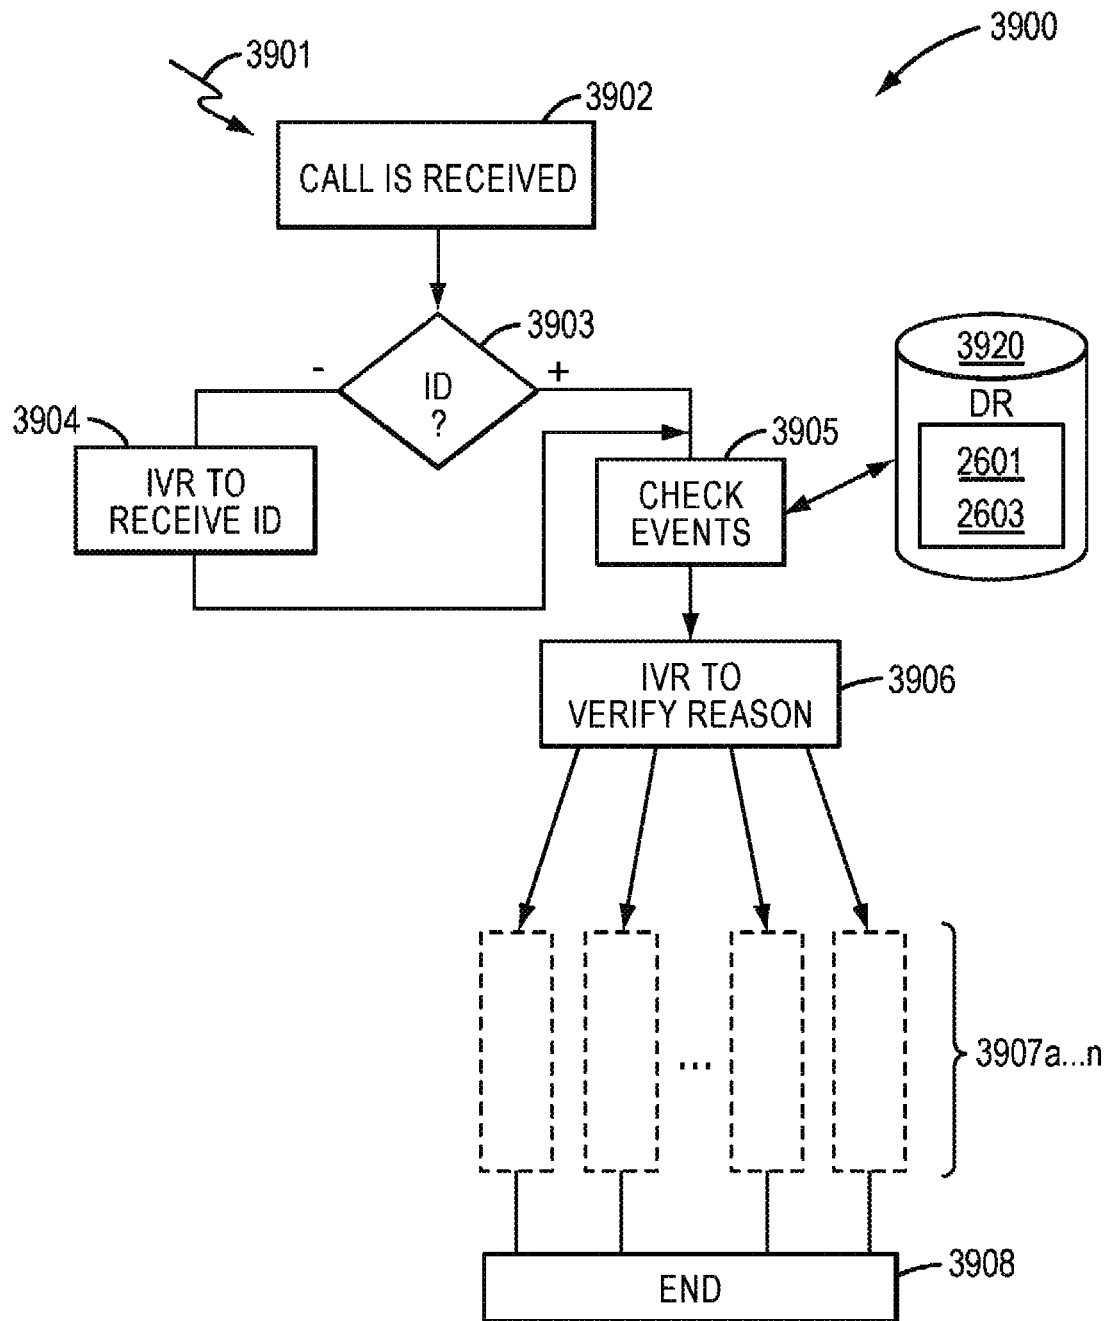 3900
3901
3902
CALL IS RECEIVED
3903
-
ID
?
+
3904
IVR TO
RECEIVE ID
3905
CHECK
EVENTS
3920
DR
2601
2603
IVR TO
VERIFY REASON
3906
...
3907a...n
END
3908